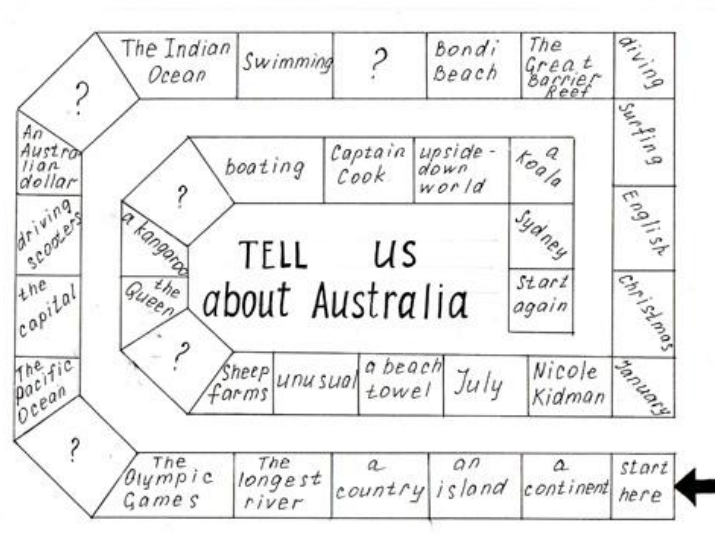 The Indian
Ocean
Swimming
?
Bondi
Beach
The
Great
Barrier
Reef
diving
Surfing
English
Christmas
January
Nicole
Kidman
July
a beach
towel
unusual
Sheep
farms
?
the
Queen
a kangaroo
?
boating
Captain
Cook
upside-
down
world
a
Koala
Sydney
start
again
TELL US
about Australia
?
An
Austra-
lian
dollar
driving
scooters
the
capital
The
pacific
Ocean
?
The
Olympic
Games
The
longest
river
a
country
an
island
a
continent
start
here